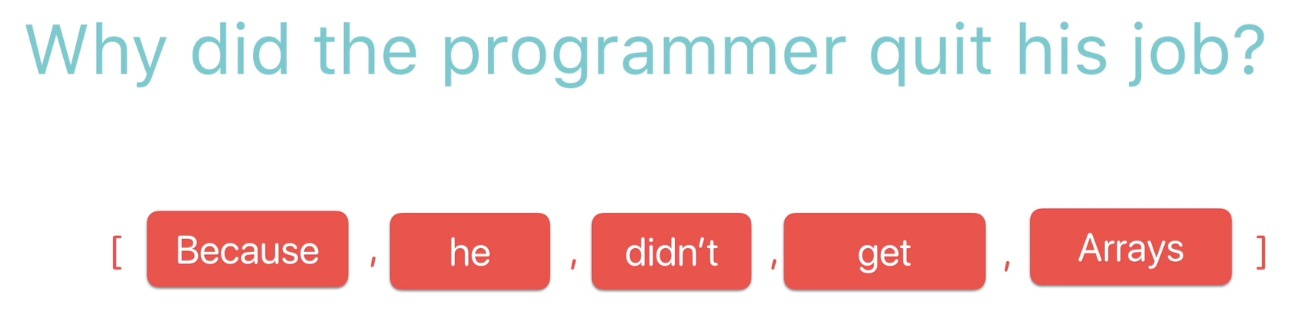 Why did the programmer quit his job?
[ Because , he , didn’t , get , Arrays ]